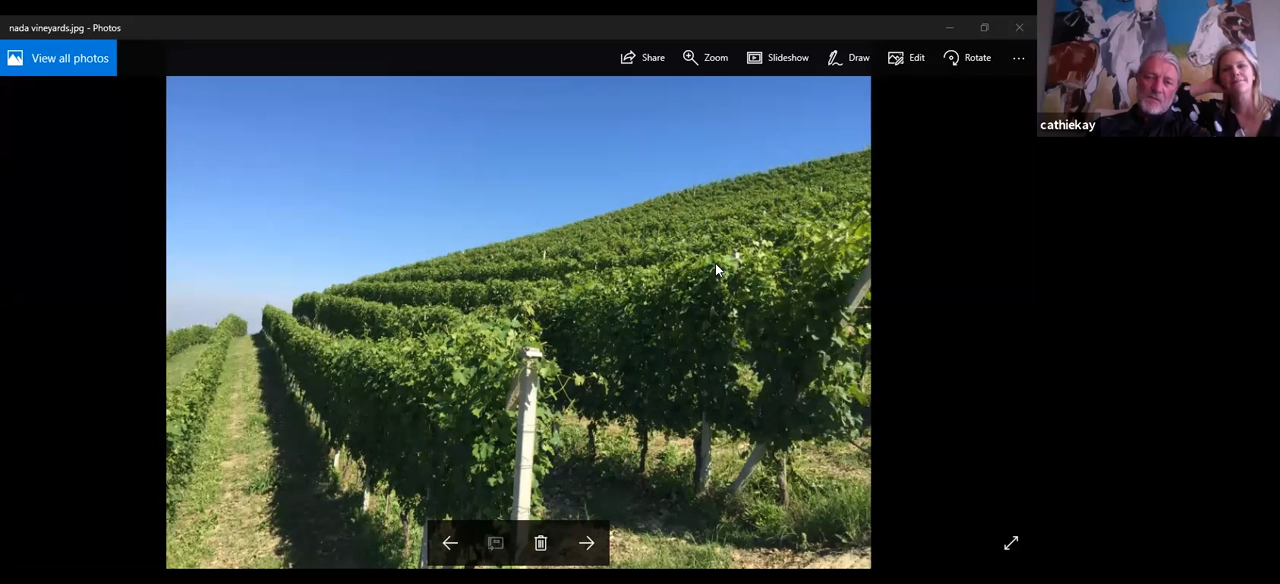 nada vineyards.jpg - Photos
View all photos
Share
Zoom
Slideshow
Draw
Edit
Rotate
cathiekay